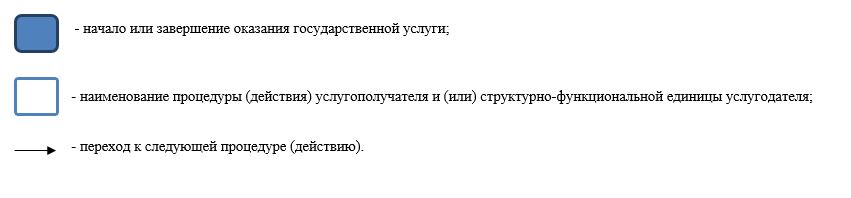 - начало или завершение оказания государственной услуги;
- наименование процедуры (действия) услугополучателя и (или) структурно-функциональной единицы услугодателя;
- переход к следующей процедуре (действию).